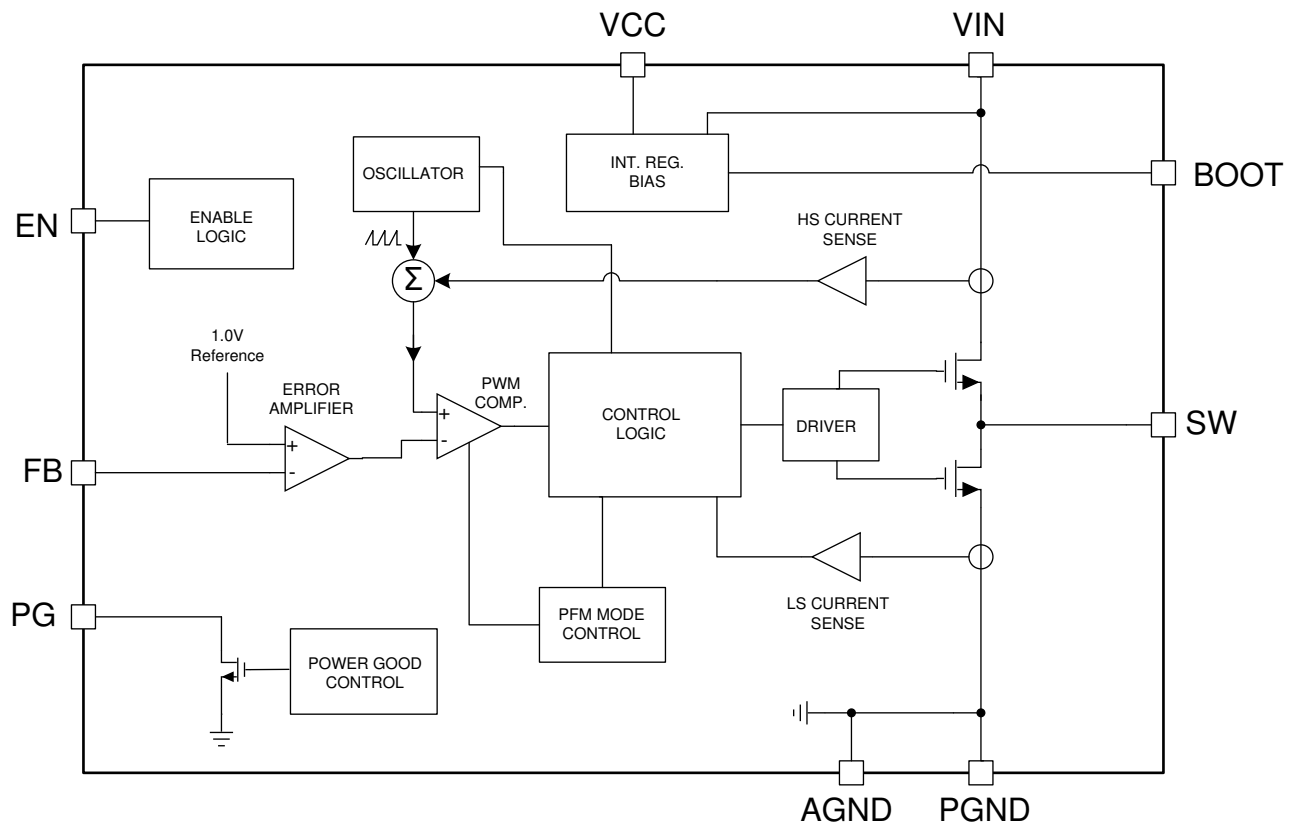 VCC
VIN
OSCILLATOR
INT. REG.
BIAS
BOOT
EN
ENABLE
LOGIC
HS CURRENT
SENSE
Σ
1.0V
Reference
ERROR
AMPLIFIER
PWM
COMP.
+
-
+
-
CONTROL
LOGIC
DRIVER
SW
FB
PG
PFM MODE
CONTROL
LS CURRENT
SENSE
POWER GOOD
CONTROL
AGND
PGND